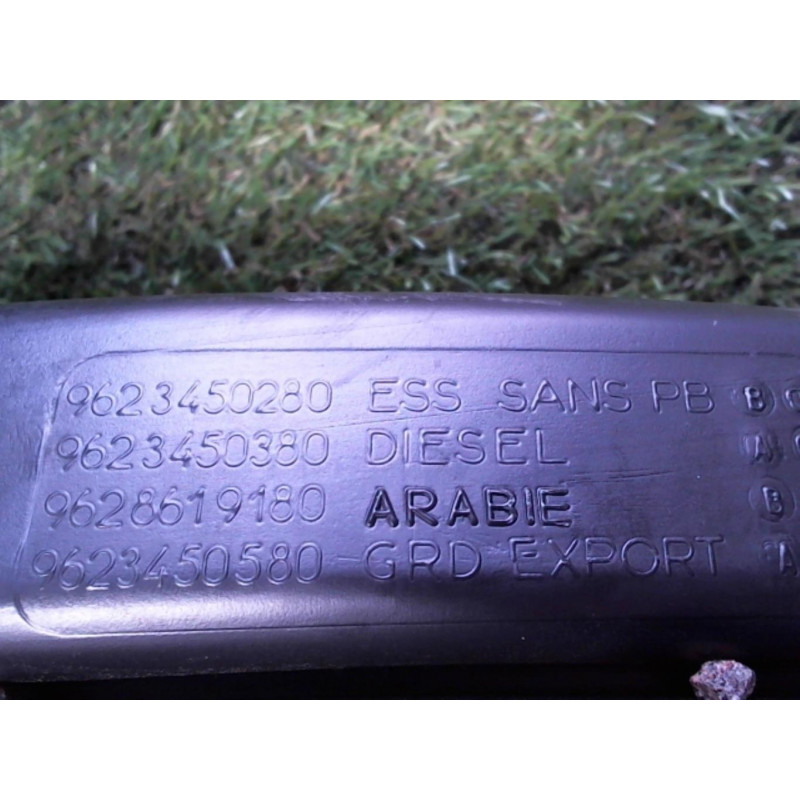 9623450280 ESS SANS PB B
9623450380 DIESEL A
9628619180 ARABIE B
9623450580 GRD EXPORT A